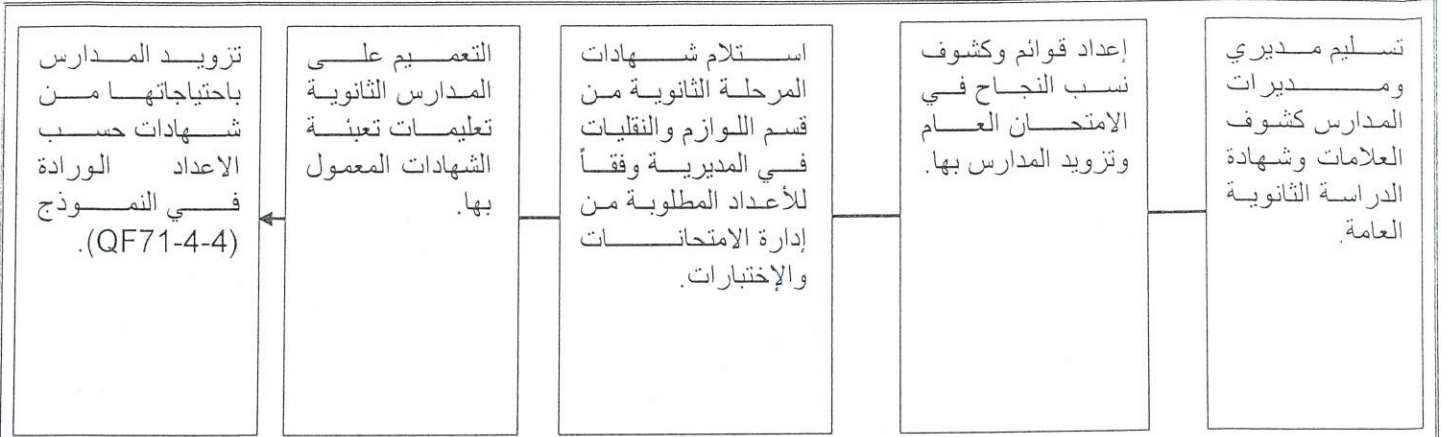 تسليم مديري
ومديرات
المدارس كشوف
العلامات وشهادة
الدراسة الثانوية
العامة.
إعداد قوائم وكشوف
نسب النجاح في
الامتحان العام
وتزويد المدارس بها.
استلام شهادات
المرحلة الثانوية من
قسم اللوازم والنقليات
في المديرية وفقاً
للأعداد المطلوبة من
إدارة الامتحانات
والإختبارات.
التعميم على
المدارس الثانوية
تعليمات تعبئة
الشهادات المعمول
بها.
تزويد المدارس
باحتياجاتها من
شهادات حسب
الاعداد الورادة
في النموذج
(QF71-4-4).